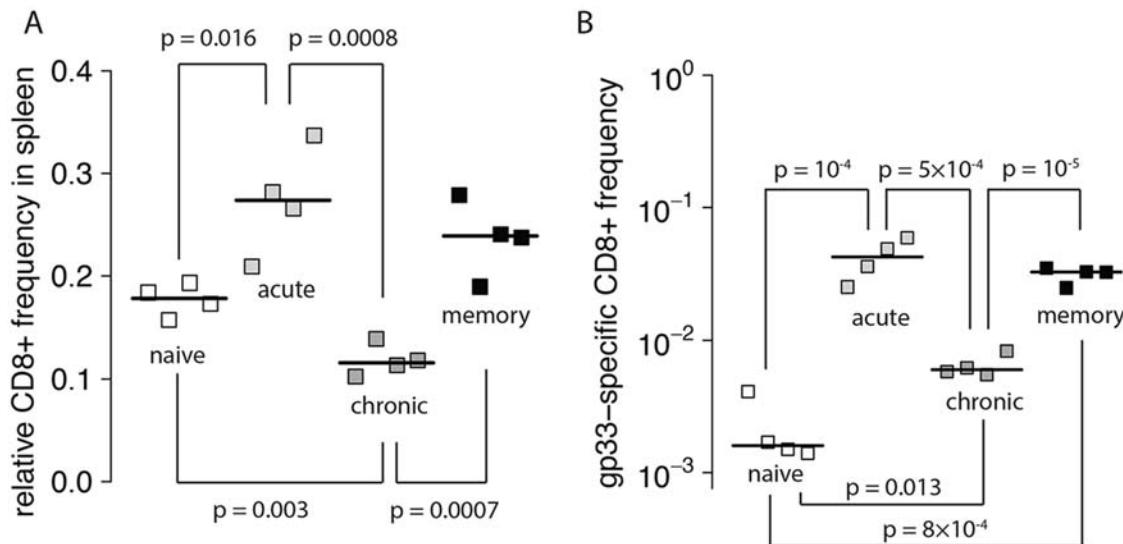 A
p = 0.016
p = 0.0008
relative CD8+ frequency in spleen
0.4
0.3
0.2
0.1
0.0
naive
acute
chronic
memory
p = 0.003
p = 0.0007
B
gp33−specific CD8+ frequency
10⁰
10⁻¹
10⁻²
10⁻³
p = 10⁻⁴
p = 5×10⁻⁴
p = 10⁻⁵
acute
memory
chronic
naive
p = 0.013
p = 8×10⁻⁴